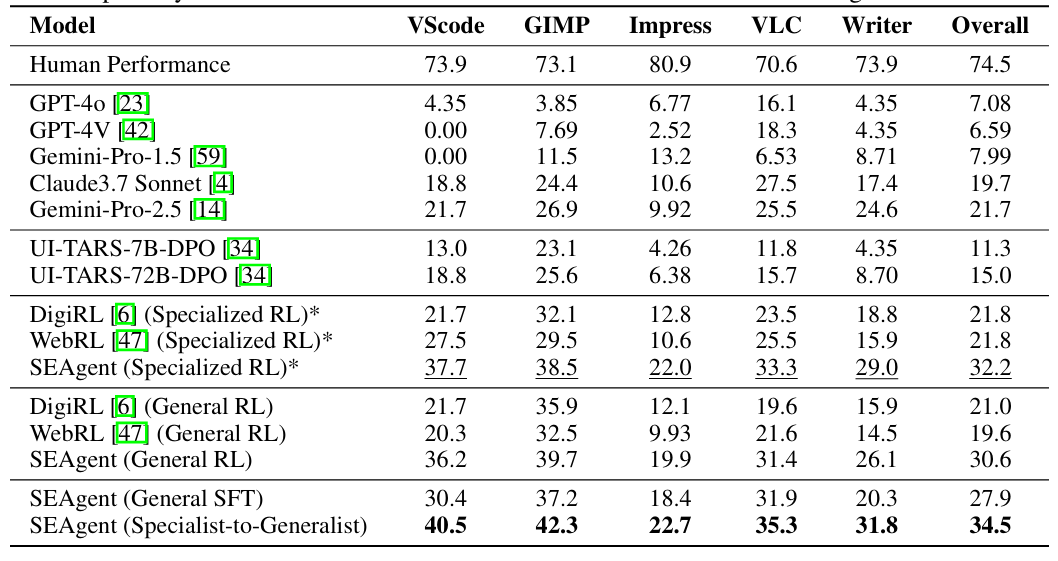 Model VScode GIMP Impress VLC Writer Overall
Human Performance 73.9 73.1 80.9 70.6 73.9 74.5
GPT-4o [23] 4.35 3.85 6.77 16.1 4.35 7.08
GPT-4V [42] 0.00 7.69 2.52 18.3 4.35 6.59
Gemini-Pro-1.5 [59] 0.00 11.5 13.2 6.53 8.71 7.99
Claude3.7 Sonnet [4] 18.8 24.4 10.6 27.5 17.4 19.7
Gemini-Pro-2.5 [14] 21.7 26.9 9.92 25.5 24.6 21.7
UI-TARS-7B-DPO [34] 13.0 23.1 4.26 11.8 4.35 11.3
UI-TARS-72B-DPO [34] 18.8 25.6 6.38 15.7 8.70 15.0
DigiRL [6] (Specialized RL)* 21.7 32.1 12.8 23.5 18.8 21.8
WebRL [47] (Specialized RL)* 27.5 29.5 10.6 25.5 15.9 21.8
SEAgent (Specialized RL)* 37.7 38.5 22.0 33.3 29.0 32.2
DigiRL [6] (General RL) 21.7 35.9 12.1 19.6 15.9 21.0
WebRL [47] (General RL) 20.3 32.5 9.93 21.6 14.5 19.6
SEAgent (General RL) 36.2 39.7 19.9 31.4 26.1 30.6
SEAgent (General SFT) 30.4 37.2 18.4 31.9 20.3 27.9
SEAgent (Specialist-to-Generalist) 40.5 42.3 22.7 35.3 31.8 34.5